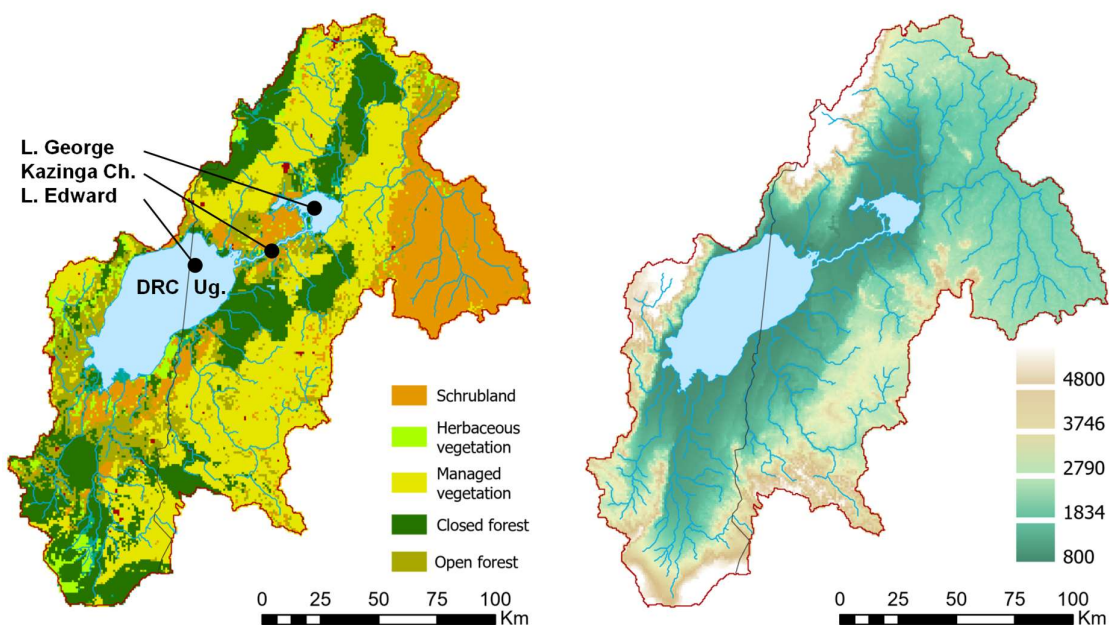 L. George
Kazinga Ch.
L. Edward
DRC Ug.
Schrubland
Herbaceous
vegetation
Managed
vegetation
Closed forest
Open forest
0 25 50 75 100
Km
4800
3746
2790
1834
800
0 25 50 75 100
Km